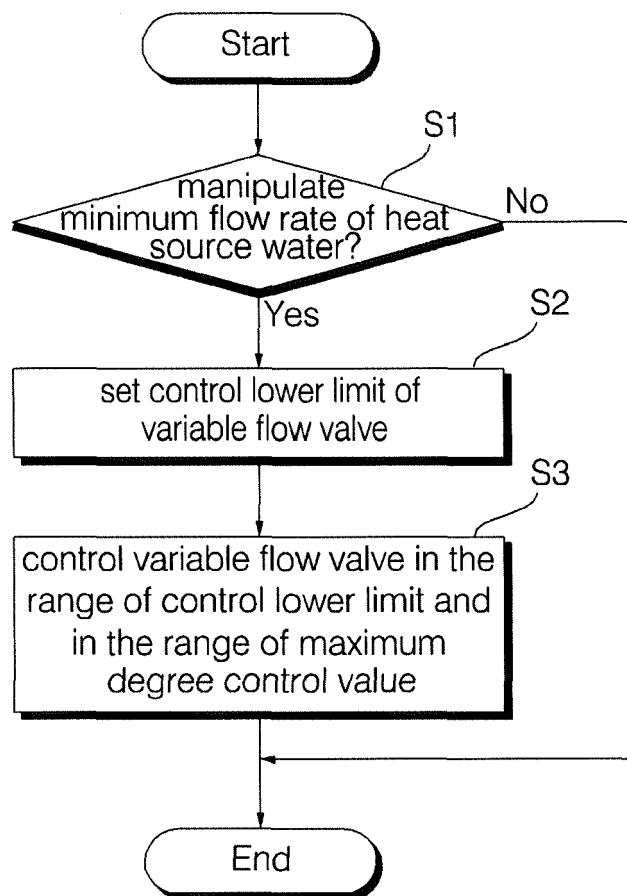 Start
S1
manipulate
minimum flow rate of heat
source water?
No
Yes
S2
set control lower limit of
variable flow valve
S3
control variable flow valve in the
range of control lower limit and
in the range of maximum
degree control value
End